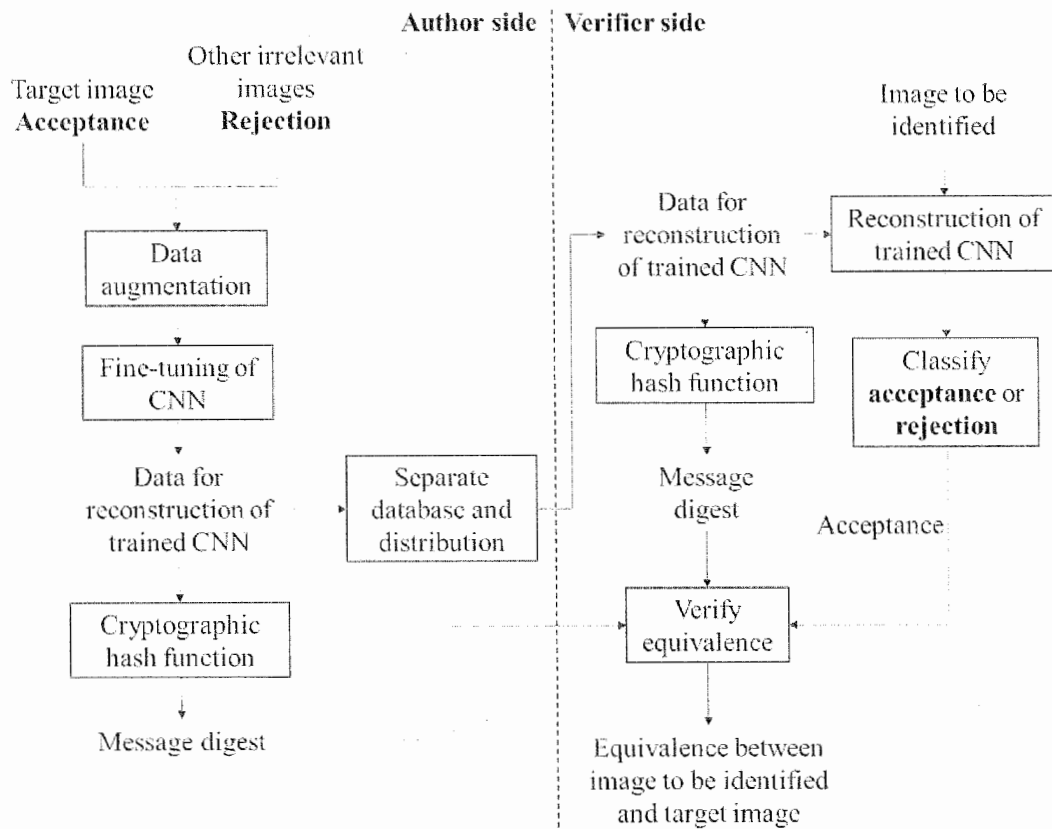 Author side
Verifier side
Other irrelevant
images
Rejection
Target image
Acceptance
Data
augmentation
Fine-tuning of
CNN
Data for
reconstruction of
trained CNN
Separate
database and
distribution
Cryptographic
hash function
Message digest
Image to be
identified
Data for
reconstruction
of trained CNN
Reconstruction of
trained CNN
Cryptographic
hash function
Classify
acceptance or
rejection
Message
digest
Acceptance
Verify
equivalence
Equivalence between
image to be identified
and target image